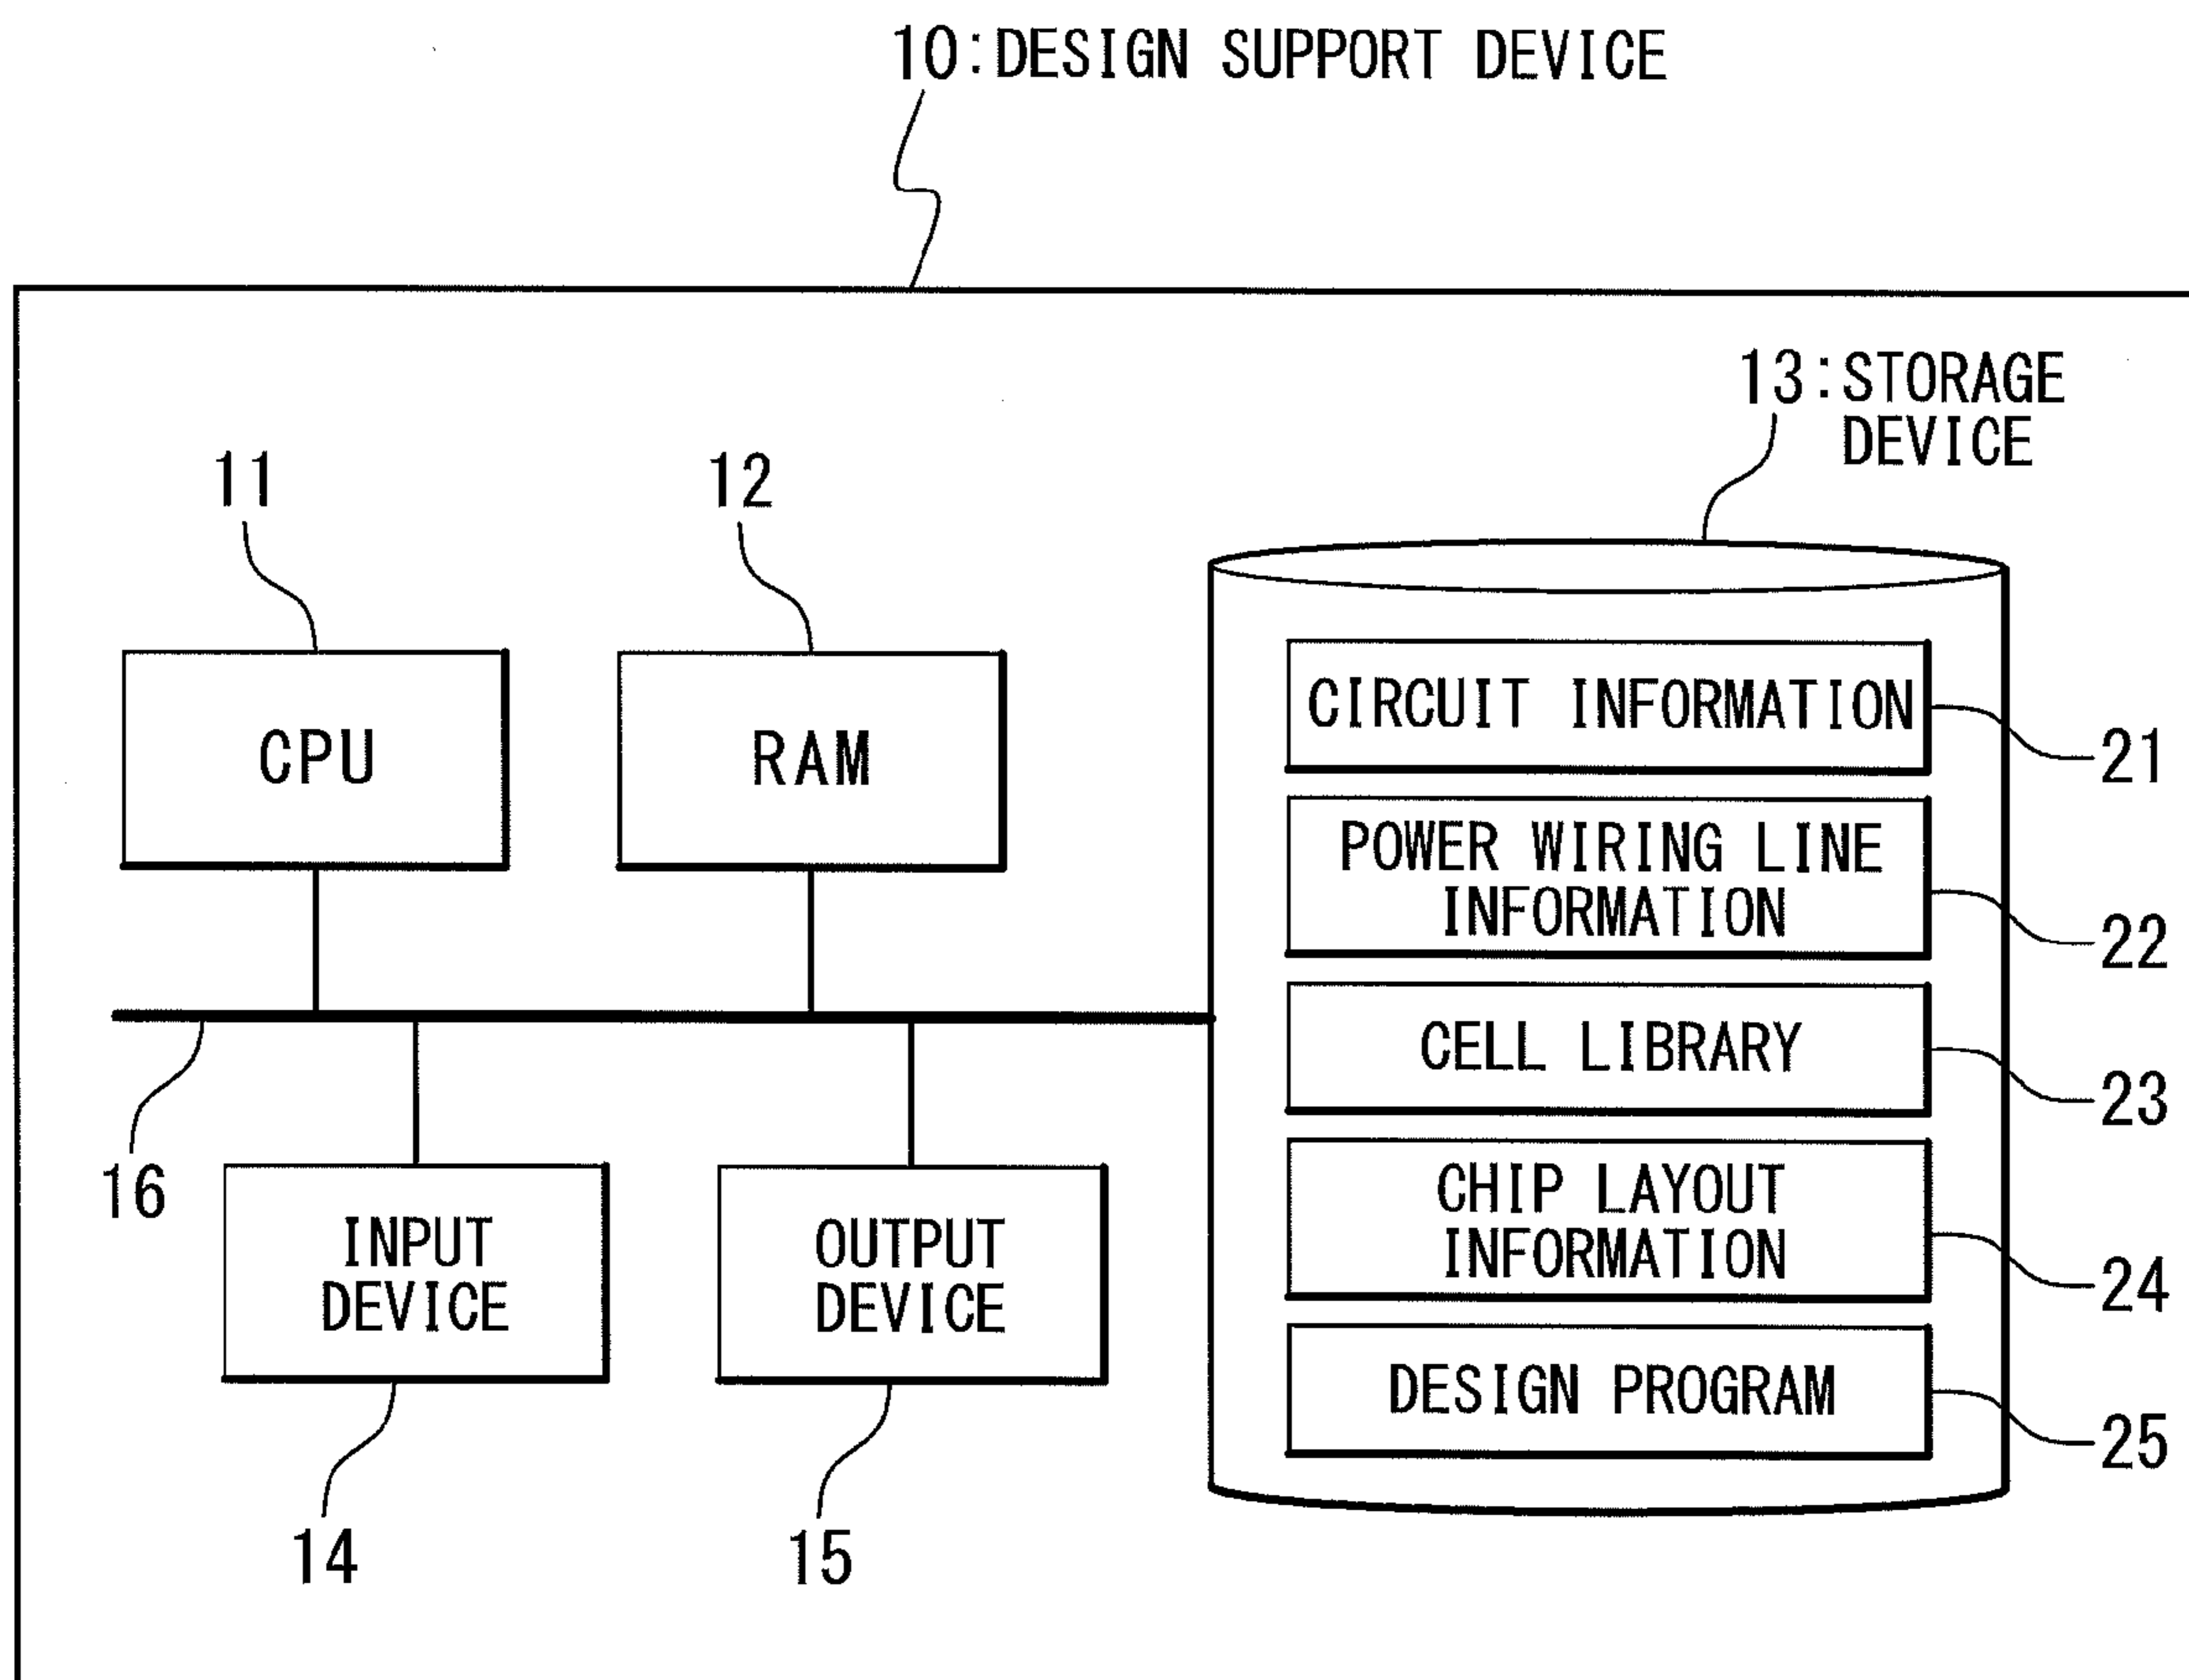 10:DESIGN SUPPORT DEVICE
13:STORAGE
DEVICE
11
12
CPU
RAM
CIRCUIT INFORMATION
21
POWER WIRING LINE
INFORMATION
22
CELL LIBRARY
23
16
INPUT
DEVICE
OUTPUT
DEVICE
CHIP LAYOUT
INFORMATION
24
DESIGN PROGRAM
25
14
15